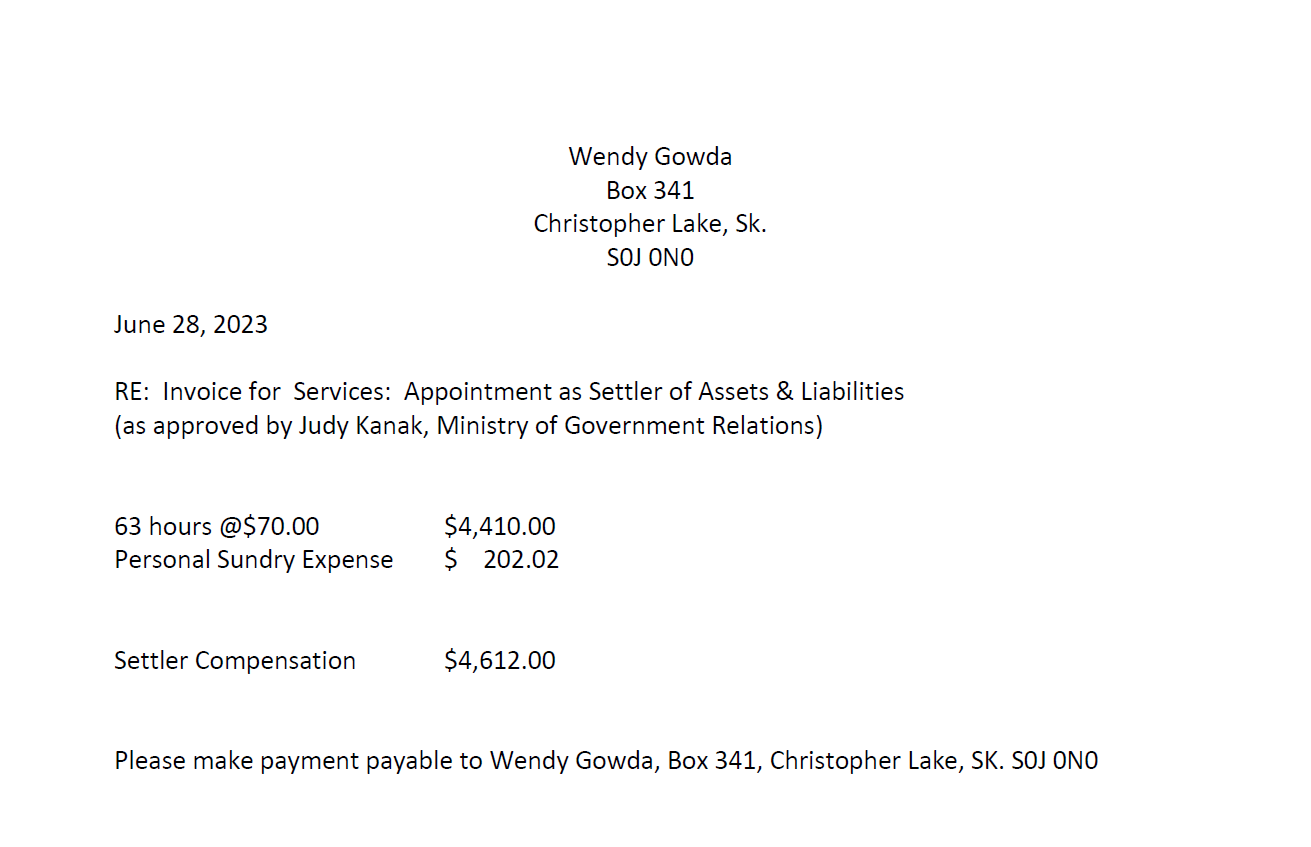 Wendy Gowda
Box 341
Christopher Lake, Sk.
S0J 0N0
June 28, 2023
RE:  Invoice for  Services:  Appointment as Settler of Assets & Liabilities
(as approved by Judy Kanak, Ministry of Government Relations)
63 hours @$70.00 $4,410.00
Personal Sundry Expense $ 202.02
Settler Compensation $4,612.00
Please make payment payable to Wendy Gowda, Box 341, Christopher Lake, SK. S0J 0N0